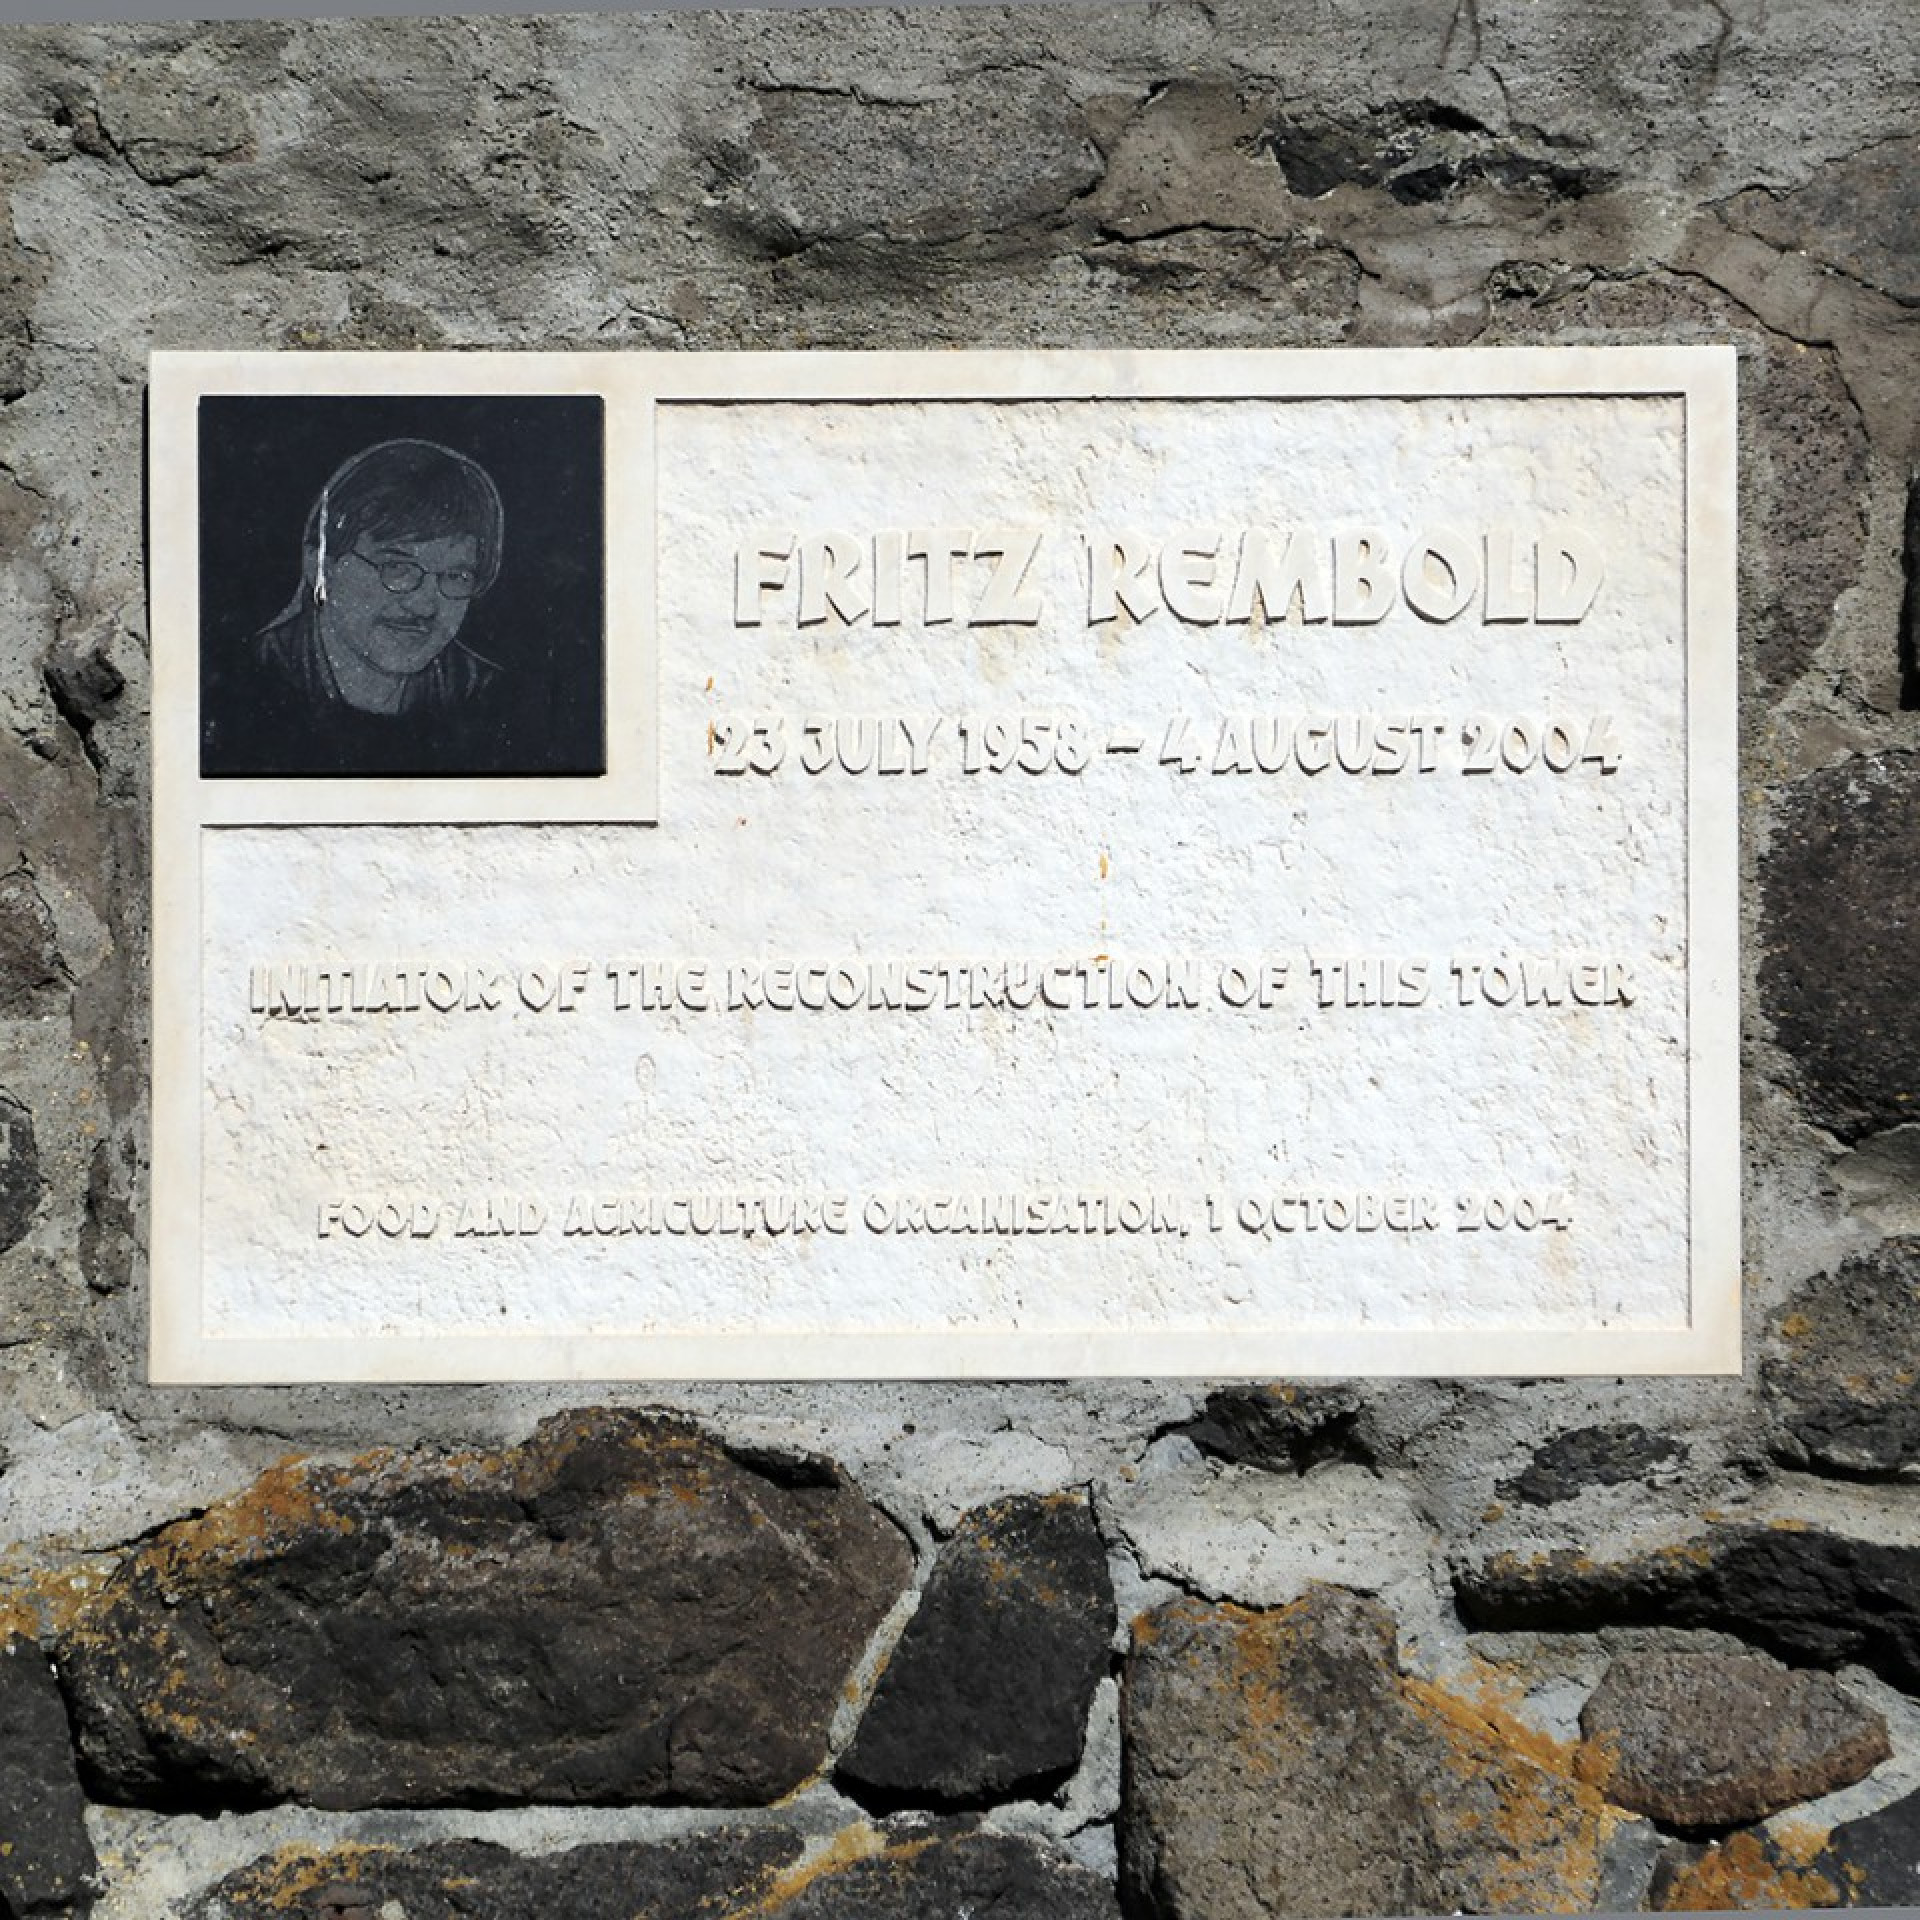 FRITZ REMBOLD
23 JULY 1958 – 4 AUGUST 2004
INITIATOR OF THE RECONSTRUCTION OF THIS TOWER
FOOD AND AGRICULTURE ORGANISATION, 1 OCTOBER 2004